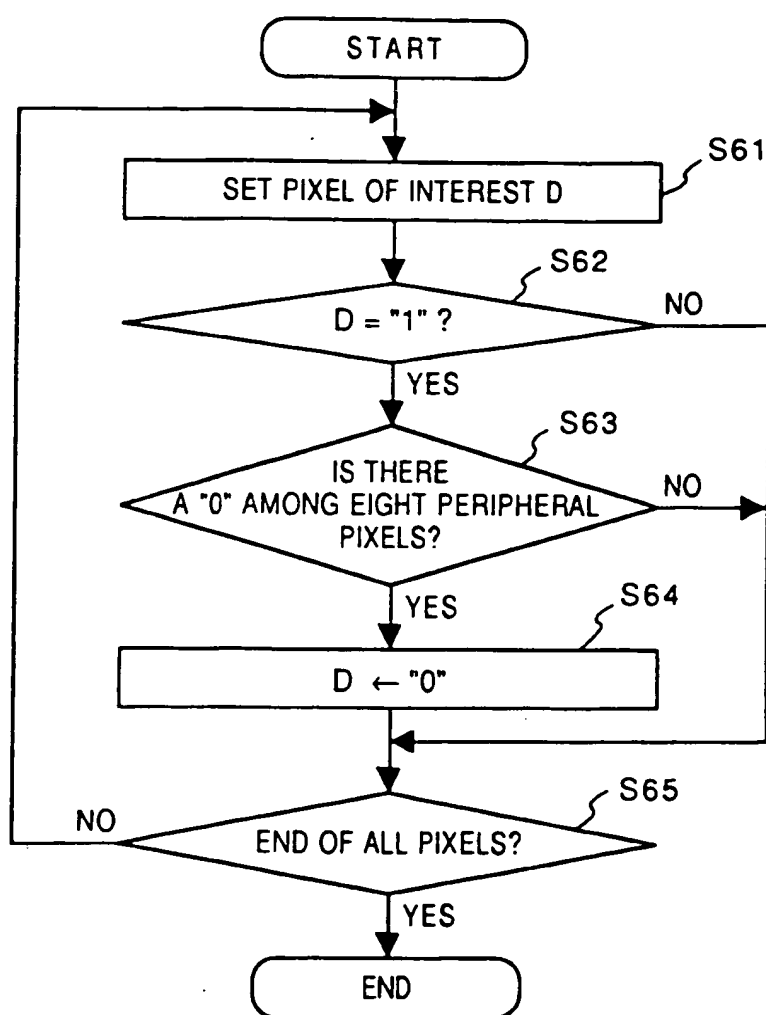 START
S61
SET PIXEL OF INTEREST D
S62
D = "1" ?
NO
YES
S63
IS THERE
A "0" AMONG EIGHT PERIPHERAL
PIXELS?
NO
YES
S64
D ← "0"
S65
NO
END OF ALL PIXELS?
YES
END